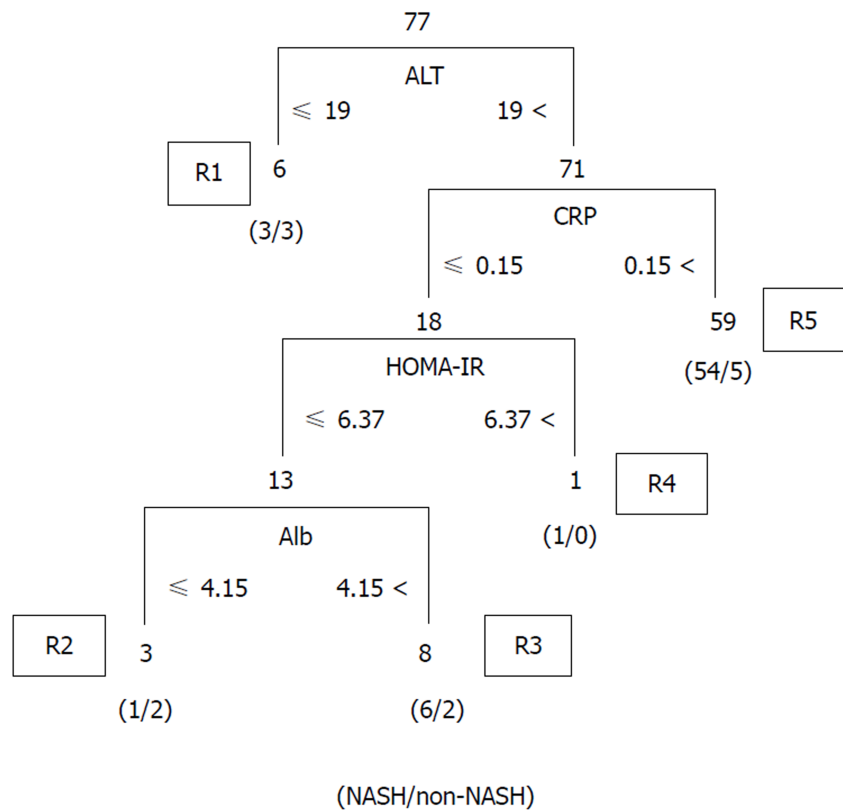 77
ALT
≤ 19 19 <
R1 6 71
(3/3) CRP
≤ 0.15 0.15 <
18 59 R5
HOMA-IR (54/5)
≤ 6.37 6.37 <
13 1 R4
Alb (1/0)
≤ 4.15 4.15 <
R2 3 8 R3
(1/2) (6/2)
(NASH/non-NASH)